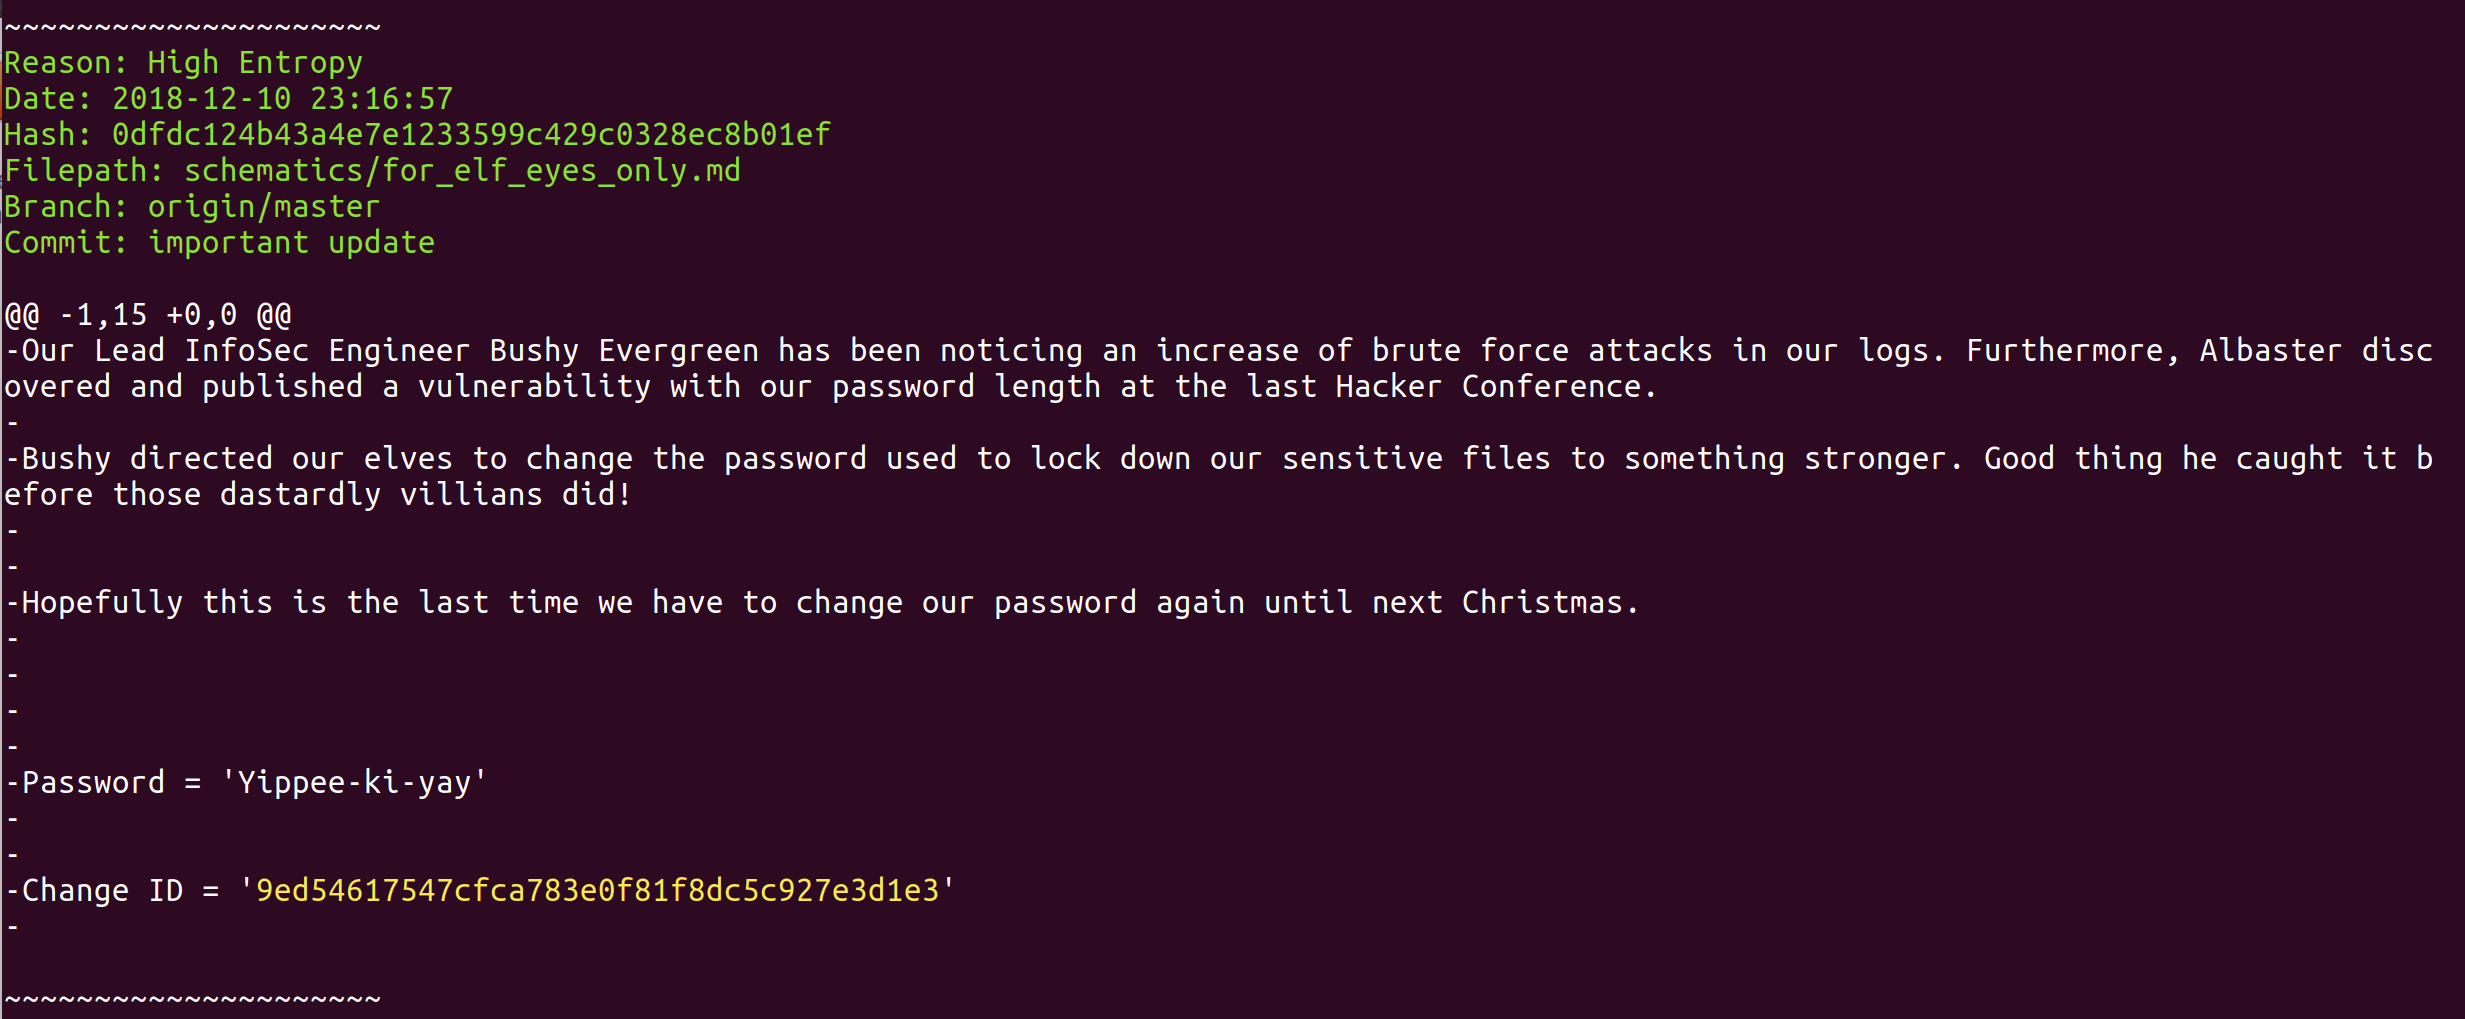 ~~~~~~~~~~~~~~~~~~~~~
Reason: High Entropy
Date: 2018-12-10 23:16:57
Hash: 0dfdc124b43a4e7e1233599c429c0328ec8b01ef
Filepath: schematics/for_elf_eyes_only.md
Branch: origin/master
Commit: important update
@@ -1,15 +0,0 @@
-Our Lead InfoSec Engineer Bushy Evergreen has been noticing an increase of brute force attacks in our logs. Furthermore, Albaster disc
overed and published a vulnerability with our password length at the last Hacker Conference.
-
-Bushy directed our elves to change the password used to lock down our sensitive files to something stronger. Good thing he caught it b
efore those dastardly villians did!
-
-
-Hopefully this is the last time we have to change our password again until next Christmas.
-
-
-
-
-Password = 'Yippee-ki-yay'
-
-
-Change ID = '9ed54617547cfca783e0f81f8dc5c927e3d1e3'
-
~~~~~~~~~~~~~~~~~~~~~